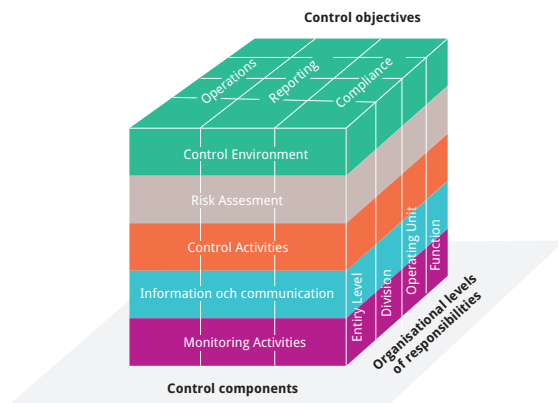 Control objectives
Operations
Reporting
Compliance
Control Environment
Risk Assesment
Control Activities
Information och communication
Monitoring Activities
Entiry Level
Division
Operating Unit
Function
Organisational levels
of responsibilities
Control components